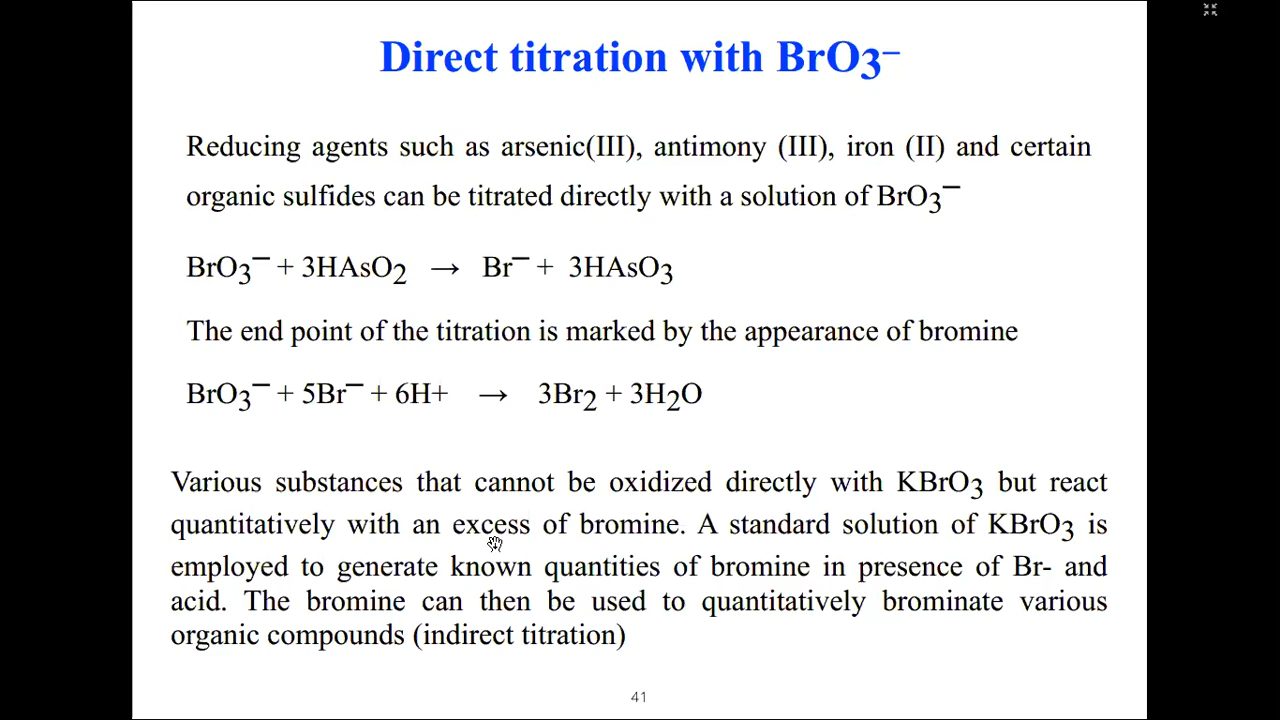 Direct titration with BrO3⁻
Reducing agents such as arsenic(III), antimony (III), iron (II) and certain
organic sulfides can be titrated directly with a solution of BrO3⁻
BrO3⁻ + 3HAsO2 → Br⁻ + 3HAsO3
The end point of the titration is marked by the appearance of bromine
BrO3⁻ + 5Br⁻ + 6H+ → 3Br2 + 3H2O
Various substances that cannot be oxidized directly with KBrO3 but react
quantitatively with an excess of bromine. A standard solution of KBrO3 is
employed to generate known quantities of bromine in presence of Br- and
acid. The bromine can then be used to quantitatively brominate various
organic compounds (indirect titration)
41